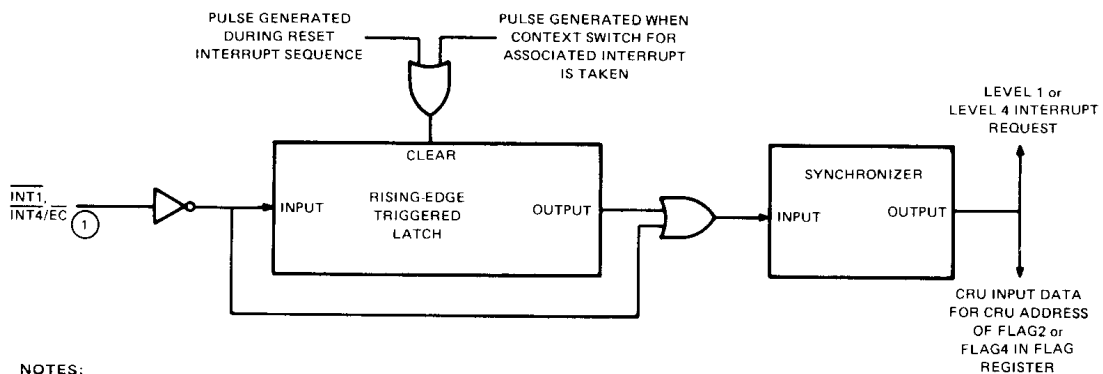 PULSE GENERATED
DURING RESET
INTERRUPT SEQUENCE
PULSE GENERATED WHEN
CONTEXT SWITCH FOR
ASSOCIATED INTERRUPT
IS TAKEN
LEVEL 1 or
LEVEL 4 INTERRUPT
REQUEST
CLEAR
INT1,
INT4/EC
1
INPUT
RISING-EDGE
TRIGGERED
LATCH
OUTPUT
SYNCHRONIZER
INPUT
OUTPUT
CRU INPUT DATA
FOR CRU ADDRESS
OF FLAG2 or
FLAG4 IN FLAG
REGISTER
NOTES: